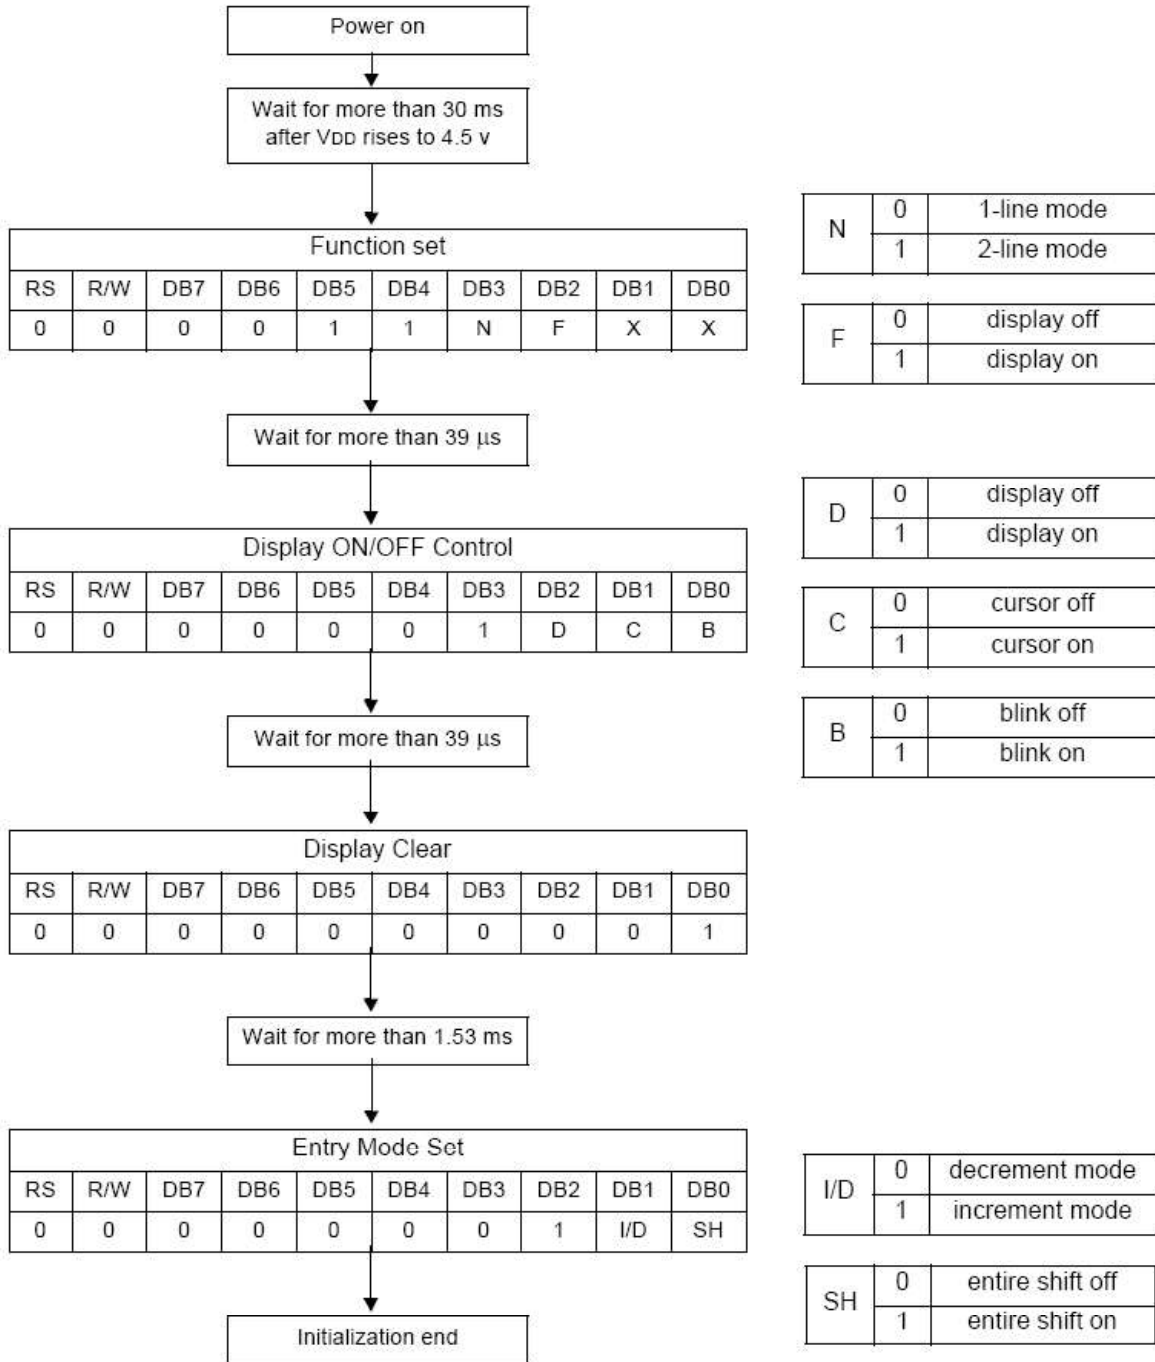 Power on
Wait for more than 30 ms
after VDD rises to 4.5 v
Function set
RS R/W DB7 DB6 DB5 DB4 DB3 DB2 DB1 DB0
0 0 0 0 1 1 N F X X
N 0 1-line mode
1 2-line mode
F 0 display off
1 display on
Wait for more than 39 μs
Display ON/OFF Control
RS R/W DB7 DB6 DB5 DB4 DB3 DB2 DB1 DB0
0 0 0 0 0 0 1 D C B
D 0 display off
1 display on
C 0 cursor off
1 cursor on
B 0 blink off
1 blink on
Wait for more than 39 μs
Display Clear
RS R/W DB7 DB6 DB5 DB4 DB3 DB2 DB1 DB0
0 0 0 0 0 0 0 0 0 1
Wait for more than 1.53 ms
Entry Mode Set
RS R/W DB7 DB6 DB5 DB4 DB3 DB2 DB1 DB0
0 0 0 0 0 0 0 1 I/D SH
I/D 0 decrement mode
1 increment mode
SH 0 entire shift off
1 entire shift on
Initialization end